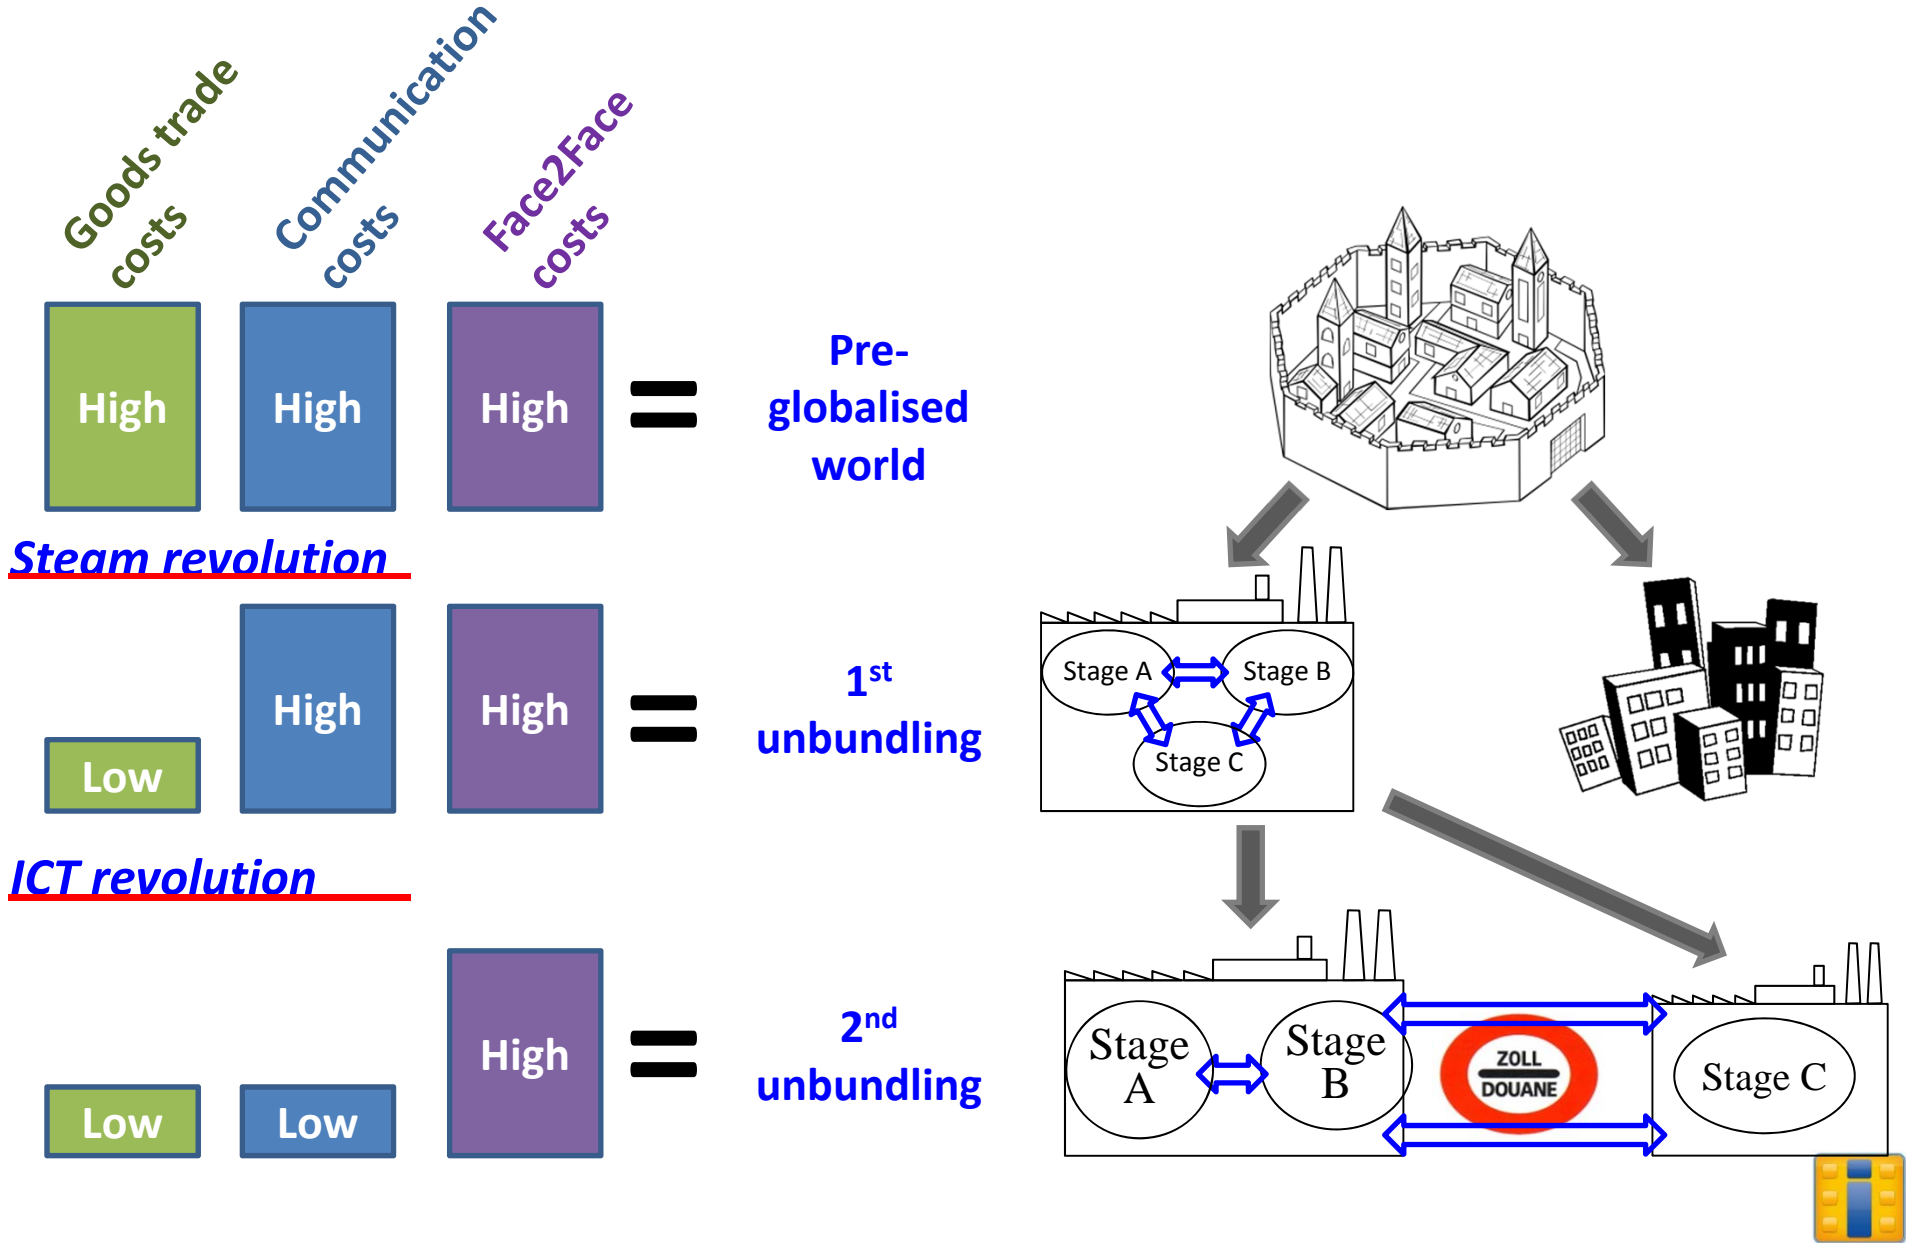 Goods trade
costs
Communication
costs
Face2Face
costs
High
High
High
Pre-
globalised
world
Steam revolution
Low
High
High
1st
unbundling
Stage A
Stage B
Stage C
ICT revolution
Low
Low
High
2nd
unbundling
Stage
A
Stage
B
ZOLL
DOUANE
Stage C